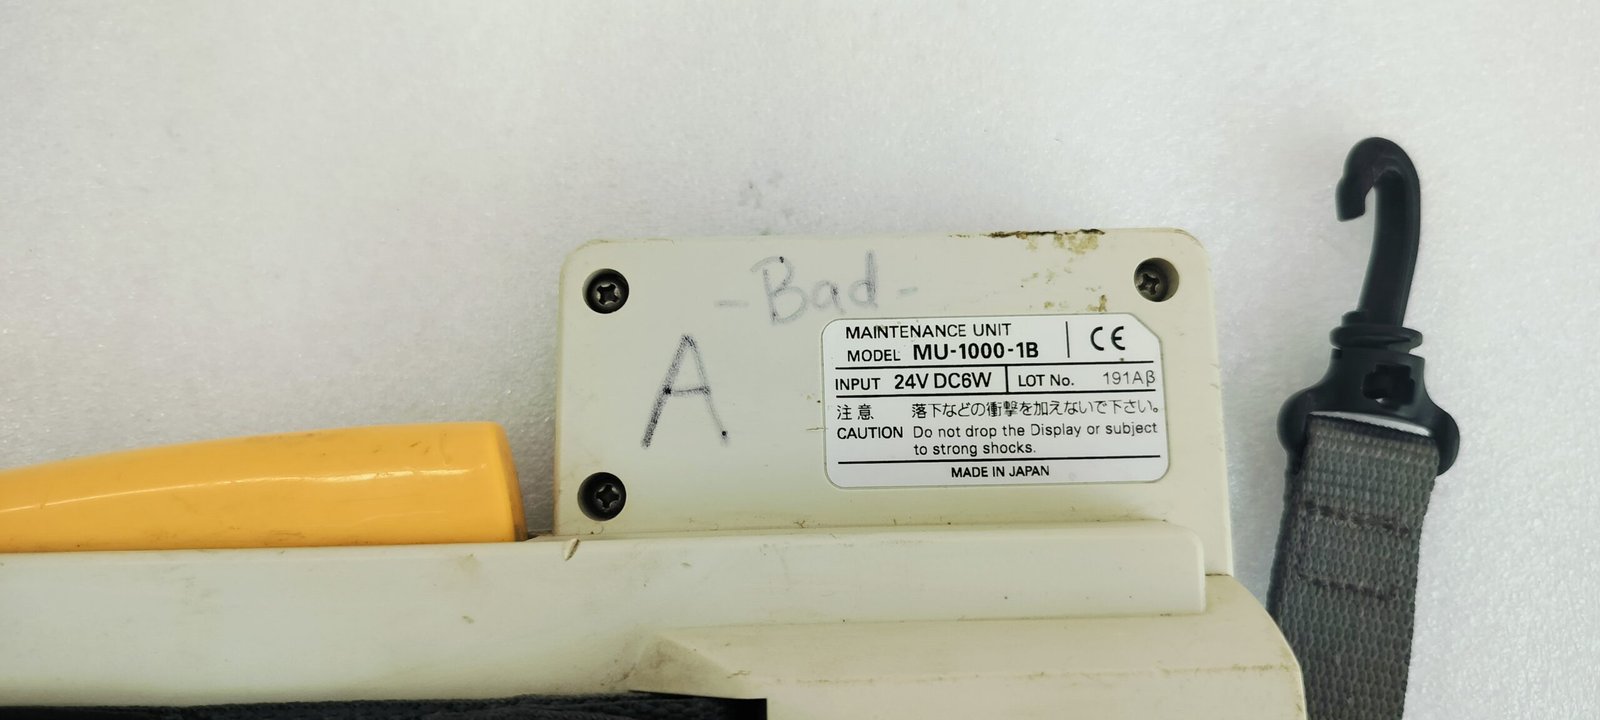 - Bad -
A
MAINTENANCE UNIT
MODEL MU-1000-1B
CE
INPUT 24V DC6W LOT No. 191Aβ
注意 落下などの衝撃を加えないで下さい。
CAUTION Do not drop the Display or subject
to strong shocks.
MADE IN JAPAN